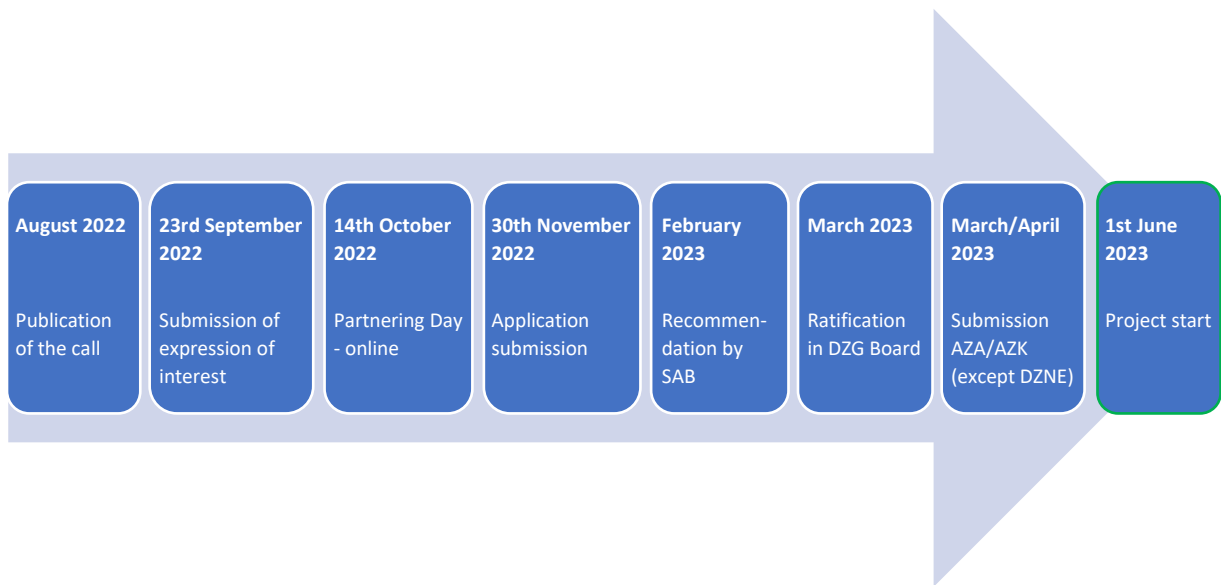 August 2022
Publication
of the call
23rd September
2022
Submission of
expression of
interest
14th October
2022
Partnering Day
- online
30th November
2022
Application
submission
February
2023
Recommen-
dation by
SAB
March 2023
Ratification
in DZG Board
March/April
2023
Submission
AZA/AZK
(except DZNE)
1st June
2023
Project start